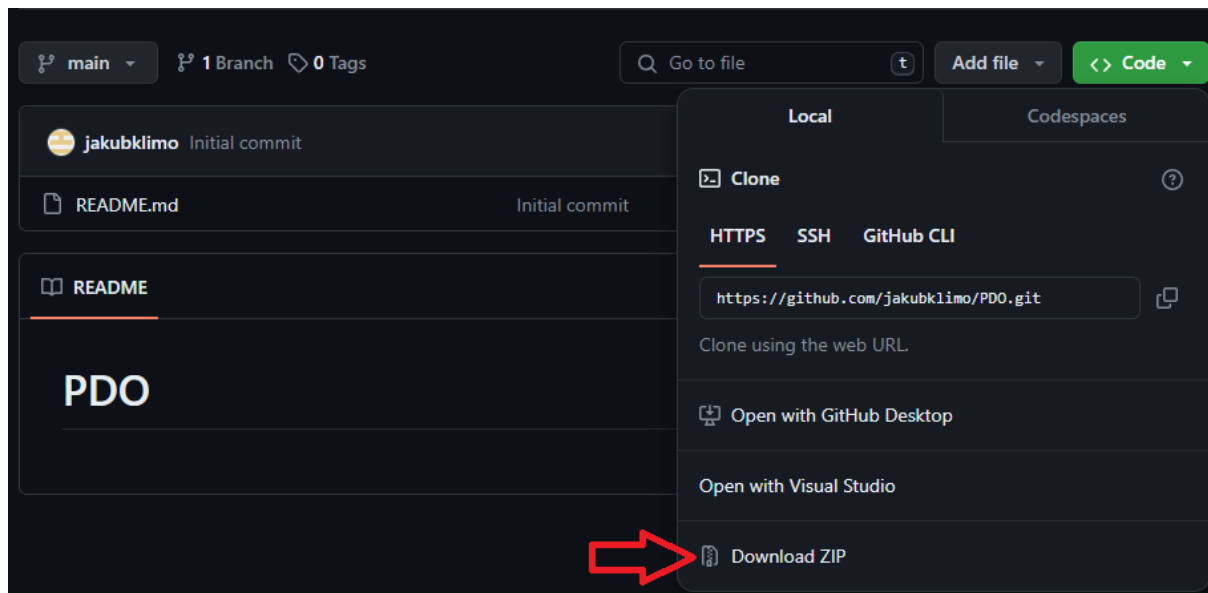 main 1 Branch 0 Tags Go to file t Add file <> Code
Local Codespaces
jakubklimo Initial commit
Clone
README.md Initial commit
HTTPS SSH GitHub CLI
README
https://github.com/jakubklimo/PDO.git
Clone using the web URL.
PDO
Open with GitHub Desktop
Open with Visual Studio
Download ZIP